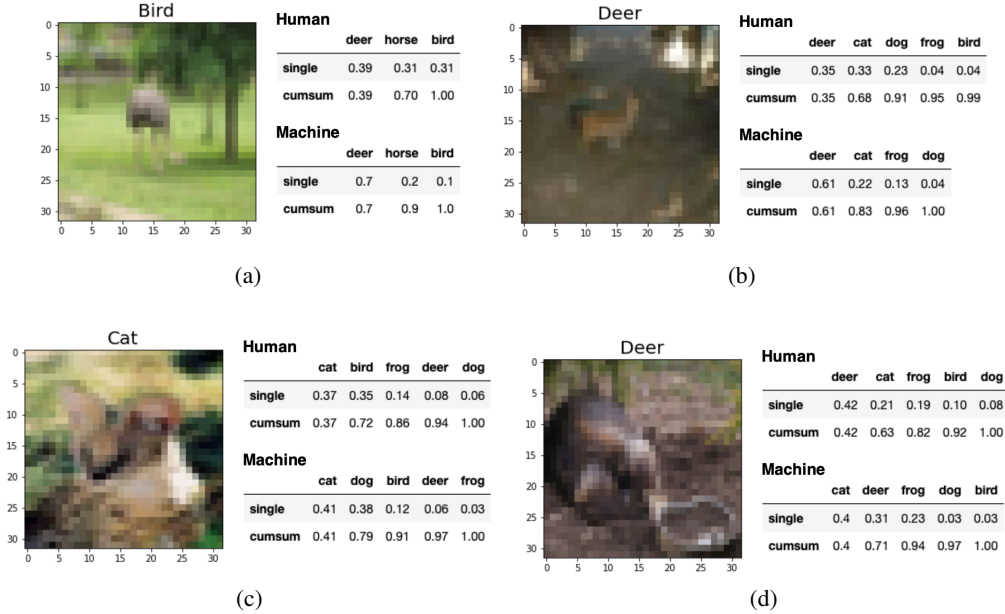 Bird
0
5
10
15
20
25
30
0 5 10 15 20 25 30
Human
deer horse bird
single 0.39 0.31 0.31
cumsum 0.39 0.70 1.00
Machine
deer horse bird
single 0.7 0.2 0.1
cumsum 0.7 0.9 1.0
(a)
Deer
0
5
10
15
20
25
30
0 5 10 15 20 25 30
Human
deer cat dog frog bird
single 0.35 0.33 0.23 0.04 0.04
cumsum 0.35 0.68 0.91 0.95 0.99
Machine
deer cat frog dog
single 0.61 0.22 0.13 0.04
cumsum 0.61 0.83 0.96 1.00
(b)
Cat
0
5
10
15
20
25
30
0 5 10 15 20 25 30
Human
cat bird frog deer dog
single 0.37 0.35 0.14 0.08 0.06
cumsum 0.37 0.72 0.86 0.94 1.00
Machine
cat dog bird deer frog
single 0.41 0.38 0.12 0.06 0.03
cumsum 0.41 0.79 0.91 0.97 1.00
(c)
Deer
0
5
10
15
20
25
30
0 5 10 15 20 25 30
Human
deer cat frog bird dog
single 0.42 0.21 0.19 0.10 0.08
cumsum 0.42 0.63 0.82 0.92 1.00
Machine
cat deer frog dog bird
single 0.4 0.31 0.23 0.03 0.03
cumsum 0.4 0.71 0.94 0.97 1.00
(d)